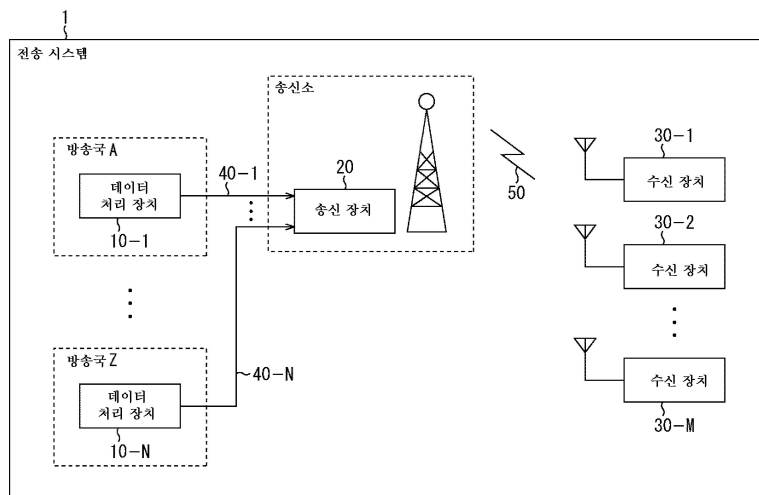 1
전송 시스템
송신소
방송국 A
데이터
처리 장치
10-1
40-1
20
송신 장치
50
30-1
수신 장치
30-2
수신 장치
방송국 Z
데이터
처리 장치
10-N
40-N
수신 장치
30-M